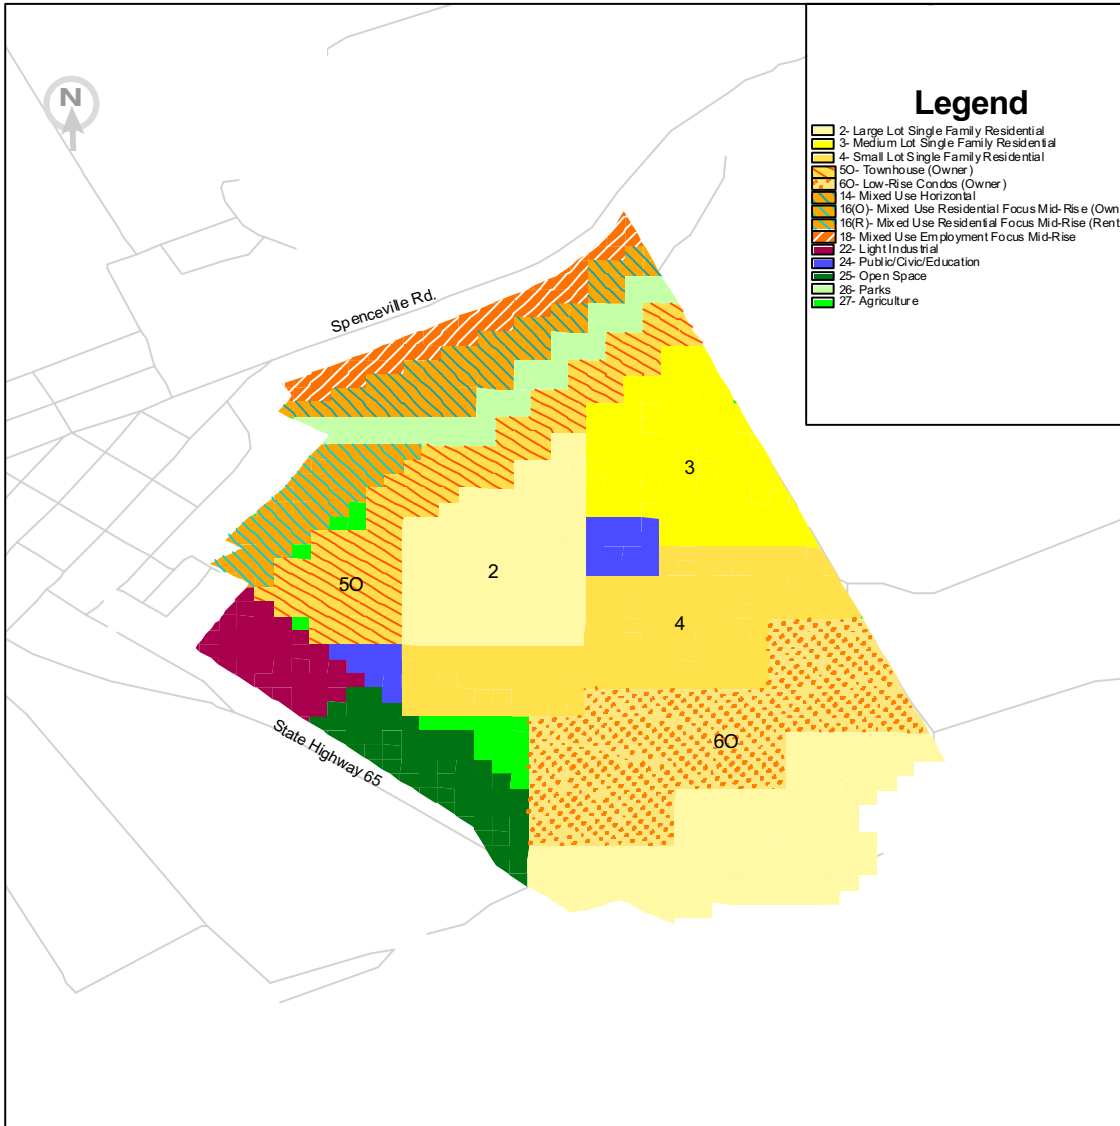 N
Legend
2- Large Lot Single Family Residential
3- Medium Lot Single Family Residential
4- Small Lot Single Family Residential
5O- Townhouse (Owner)
6O- Low-Rise Condos (Owner)
14- Mixed Use Horizontal
16(O)- Mixed Use Residential Focus Mid-Rise (Own
16(R)- Mixed Use Residential Focus Mid-Rise (Rent
18- Mixed Use Employment Focus Mid-Rise
22- Light Industrial
24- Public/Civic/Education
25- Open Space
26- Parks
27- Agriculture
Spenceville Rd.
3
2
5O
4
6O
State Highway 65